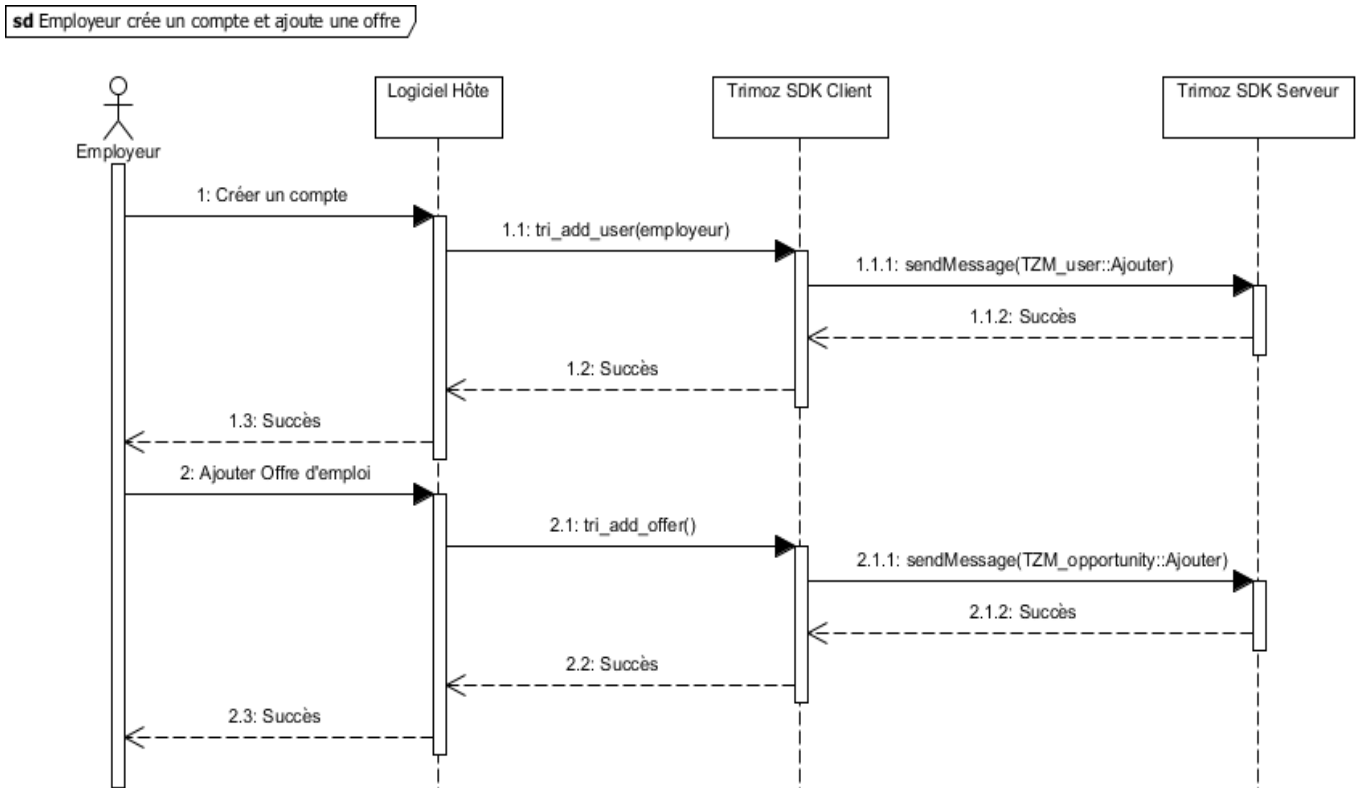 sd Employeur crée un compte et ajoute une offre
Employeur
Logiciel Hôte
Trimoz SDK Client
Trimoz SDK Serveur
1: Créer un compte
1.1: tri_add_user(employeur)
1.1.1: sendMessage(TZM_user::Ajouter)
1.1.2: Succès
1.2: Succès
1.3: Succès
2: Ajouter Offre d'emploi
2.1: tri_add_offer()
2.1.1: sendMessage(TZM_opportunity::Ajouter)
2.1.2: Succès
2.2: Succès
2.3: Succès